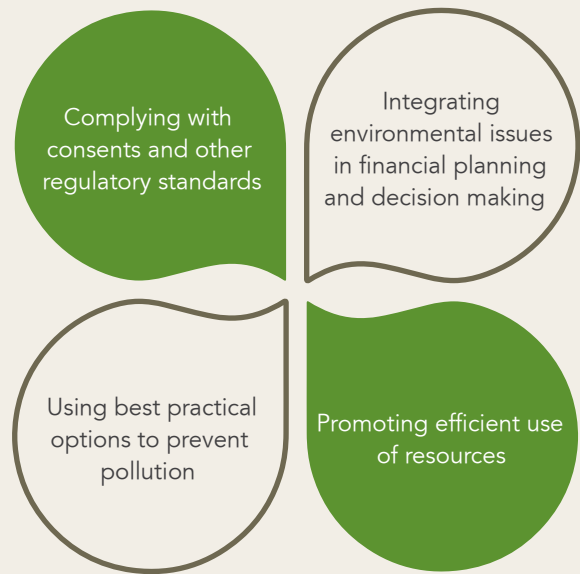 Complying with
consents and other
regulatory standards
Integrating
environmental issues
in financial planning
and decision making
Using best practical
options to prevent
pollution
Promoting efficient use
of resources